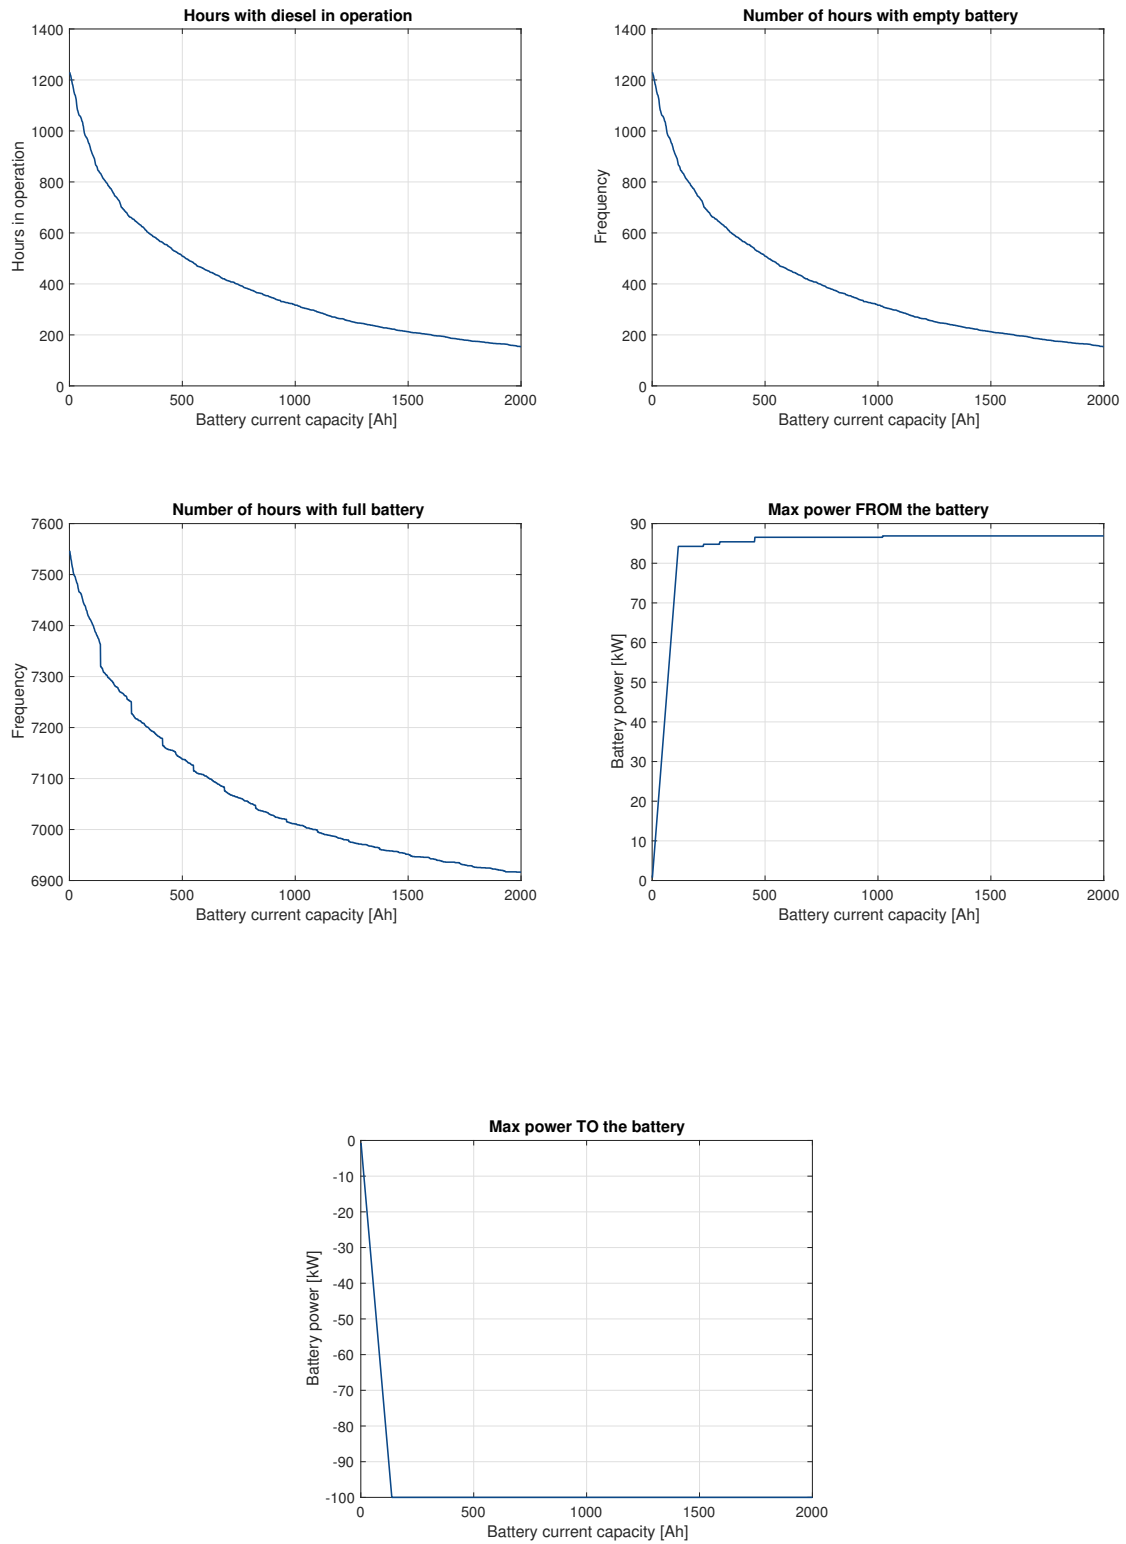 Hours with diesel in operation
1400
1200
1000
800
600
400
200
0
Hours in operation
0 500 1000 1500 2000
Battery current capacity [Ah]
Number of hours with empty battery
1400
1200
1000
800
600
400
200
0
Frequency
0 500 1000 1500 2000
Battery current capacity [Ah]
Number of hours with full battery
7600
7500
7400
7300
7200
7100
7000
6900
Frequency
0 500 1000 1500 2000
Battery current capacity [Ah]
Max power FROM the battery
90
80
70
60
50
40
30
20
10
0
Battery power [kW]
0 500 1000 1500 2000
Battery current capacity [Ah]
Max power TO the battery
0
-10
-20
-30
-40
-50
-60
-70
-80
-90
-100
Battery power [kW]
0 500 1000 1500 2000
Battery current capacity [Ah]